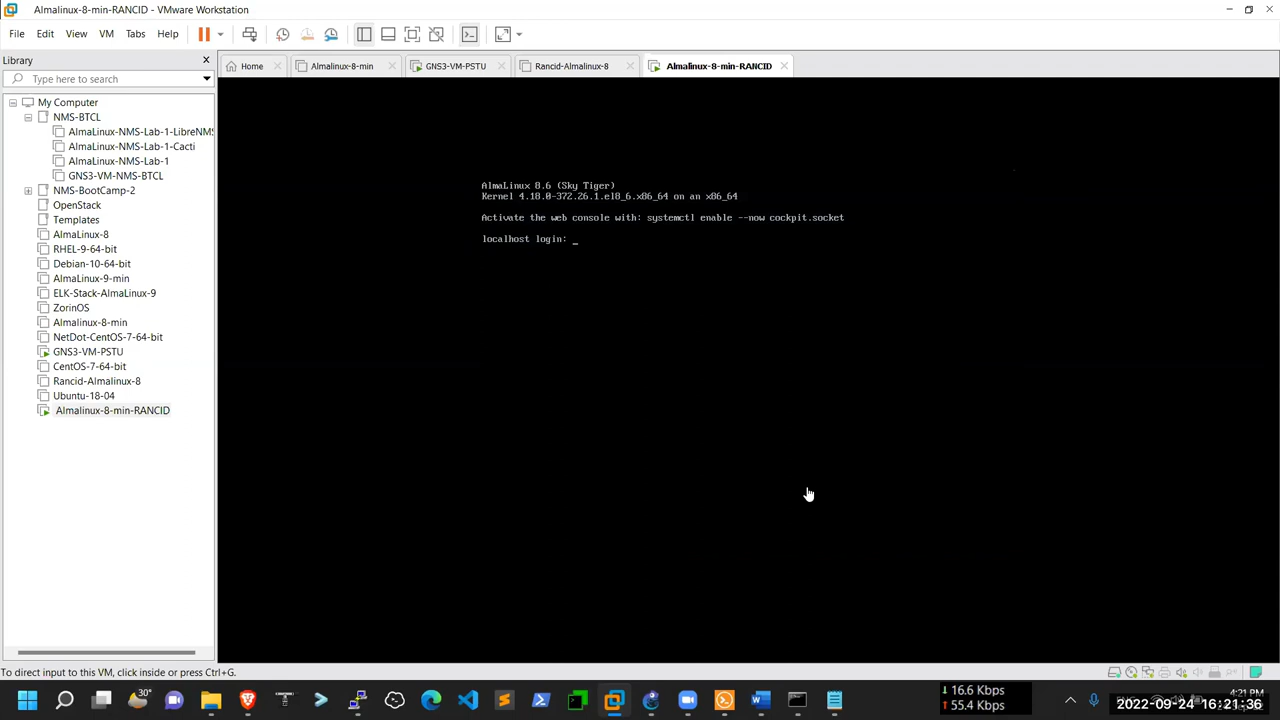 Almalinux-8-min-RANCID - VMware Workstation
File Edit View VM Tabs Help
Library
Type here to search
Home
Almalinux-8-min
GNS3-VM-PSTU
Rancid-Almalinux-8
Almalinux-8-min-RANCID
My Computer
NMS-BTCL
AlmaLinux-NMS-Lab-1-LibreNMS
AlmaLinux-NMS-Lab-1-Cacti
AlmaLinux-NMS-Lab-1
GNS3-VM-NMS-BTCL
NMS-BootCamp-2
OpenStack
Templates
AlmaLinux-8
RHEL-9-64-bit
Debian-10-64-bit
AlmaLinux-9-min
ELK-Stack-AlmaLinux-9
ZorinOS
Almalinux-8-min
NetDot-CentOS-7-64-bit
GNS3-VM-PSTU
CentOS-7-64-bit
Rancid-Almalinux-8
Ubuntu-18-04
Almalinux-8-min-RANCID
AlmaLinux 8.6 (Sky Tiger)
Kernel 4.18.0-372.26.1.el8_6.x86_64 on an x86_64
Activate the web console with: systemctl enable --now cockpit.socket
localhost login: _
To direct input to this VM, click inside or press Ctrl+G.
30°
↓ 16.6 Kbps
↑ 55.4 Kbps
4:21 PM
2022-09-24 16:21:36